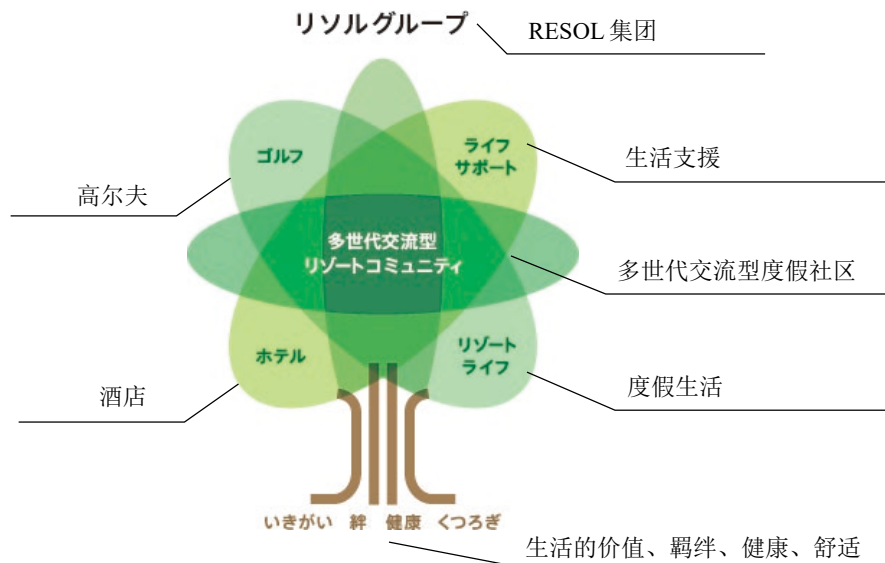 リソルグループ
RESOL 集团
ゴルフ
ライフ
サポート
生活支援
高尔夫
多世代交流型
リゾートコミュニティ
多世代交流型度假社区
ホテル
リゾート
ライフ
酒店
度假生活
いきがい 絆 健康 くつろぎ
生活的价值、羁绊、健康、舒适